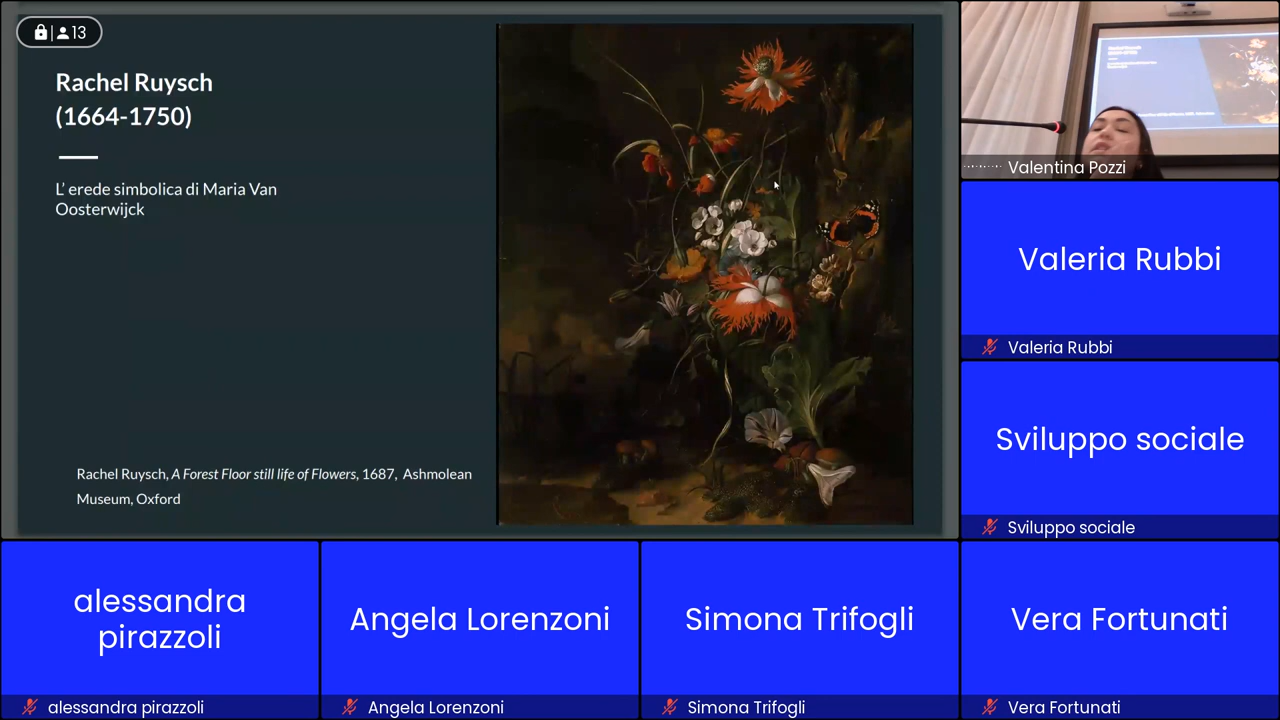 13
Rachel Ruysch
(1664-1750)
L' erede simbolica di Maria Van
Oosterwijck
Rachel Ruysch, A Forest Floor still life of Flowers, 1687, Ashmolean
Museum, Oxford
Valentina Pozzi
Valeria Rubbi
Valeria Rubbi
Sviluppo sociale
Sviluppo sociale
alessandra
pirazzoli
alessandra pirazzoli
Angela Lorenzoni
Angela Lorenzoni
Simona Trifogli
Simona Trifogli
Vera Fortunati
Vera Fortunati